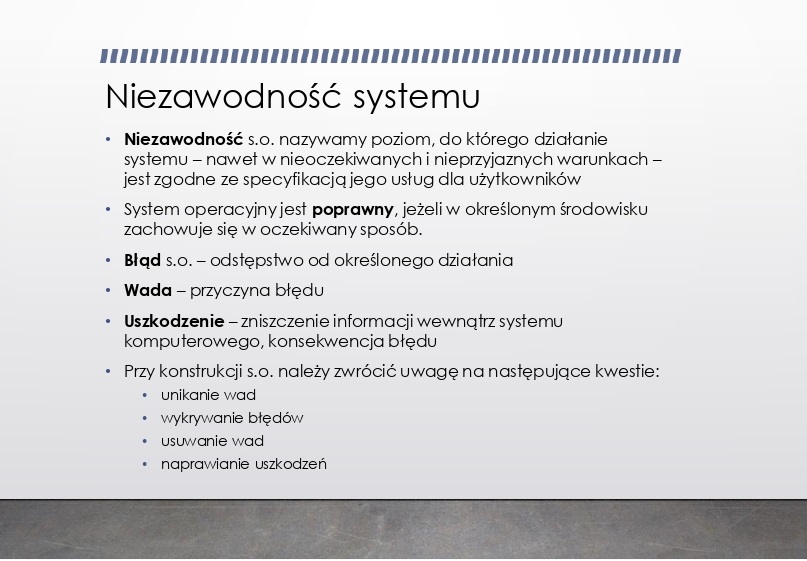 Niezawodność systemu
• Niezawodność s.o. nazywamy poziom, do którego działanie
systemu – nawet w nieoczekiwanych i nieprzyjaznych warunkach –
jest zgodne ze specyfikacją jego usług dla użytkowników
• System operacyjny jest poprawny, jeżeli w określonym środowisku
zachowuje się w oczekiwany sposób.
• Błąd s.o. – odstępstwo od określonego działania
• Wada – przyczyna błędu
• Uszkodzenie – zniszczenie informacji wewnątrz systemu
komputerowego, konsekwencja błędu
• Przy konstrukcji s.o. należy zwrócić uwagę na następujące kwestie:
• unikanie wad
• wykrywanie błędów
• usuwanie wad
• naprawianie uszkodzeń